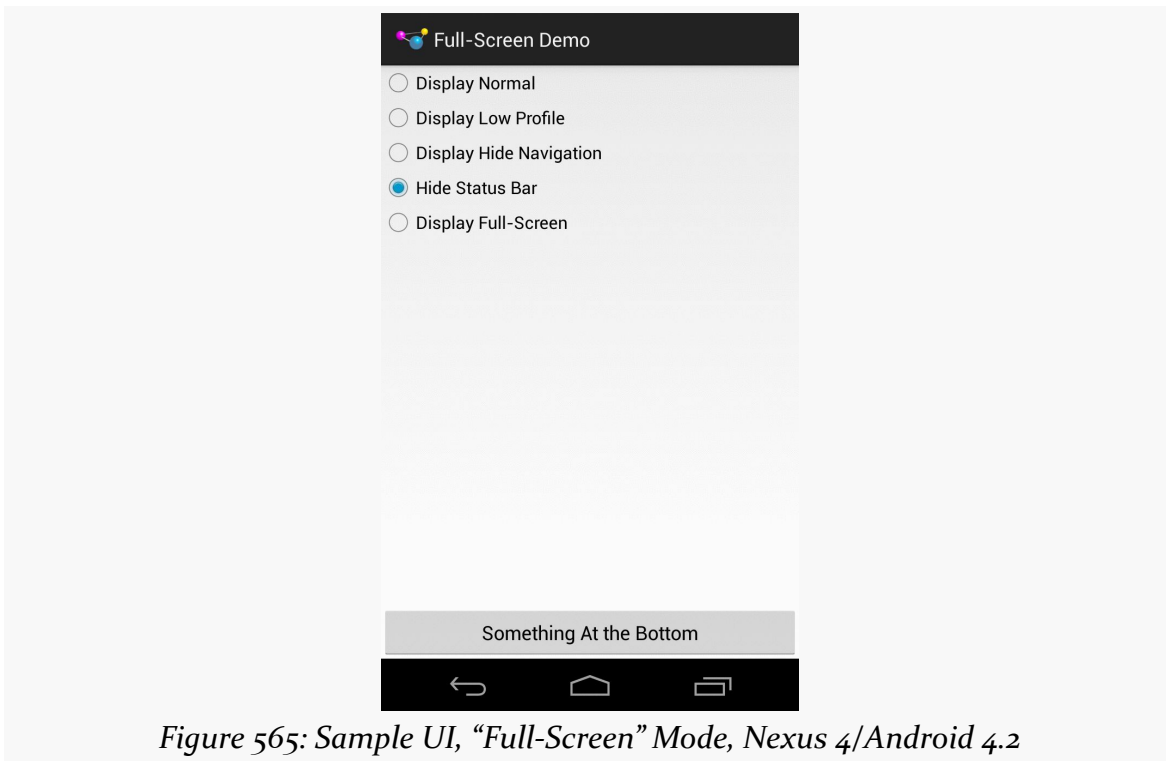 Full-Screen Demo
Display Normal
Display Low Profile
Display Hide Navigation
Hide Status Bar
Display Full-Screen
Something At the Bottom
Figure 565: Sample UI, “Full-Screen” Mode, Nexus 4/Android 4.2